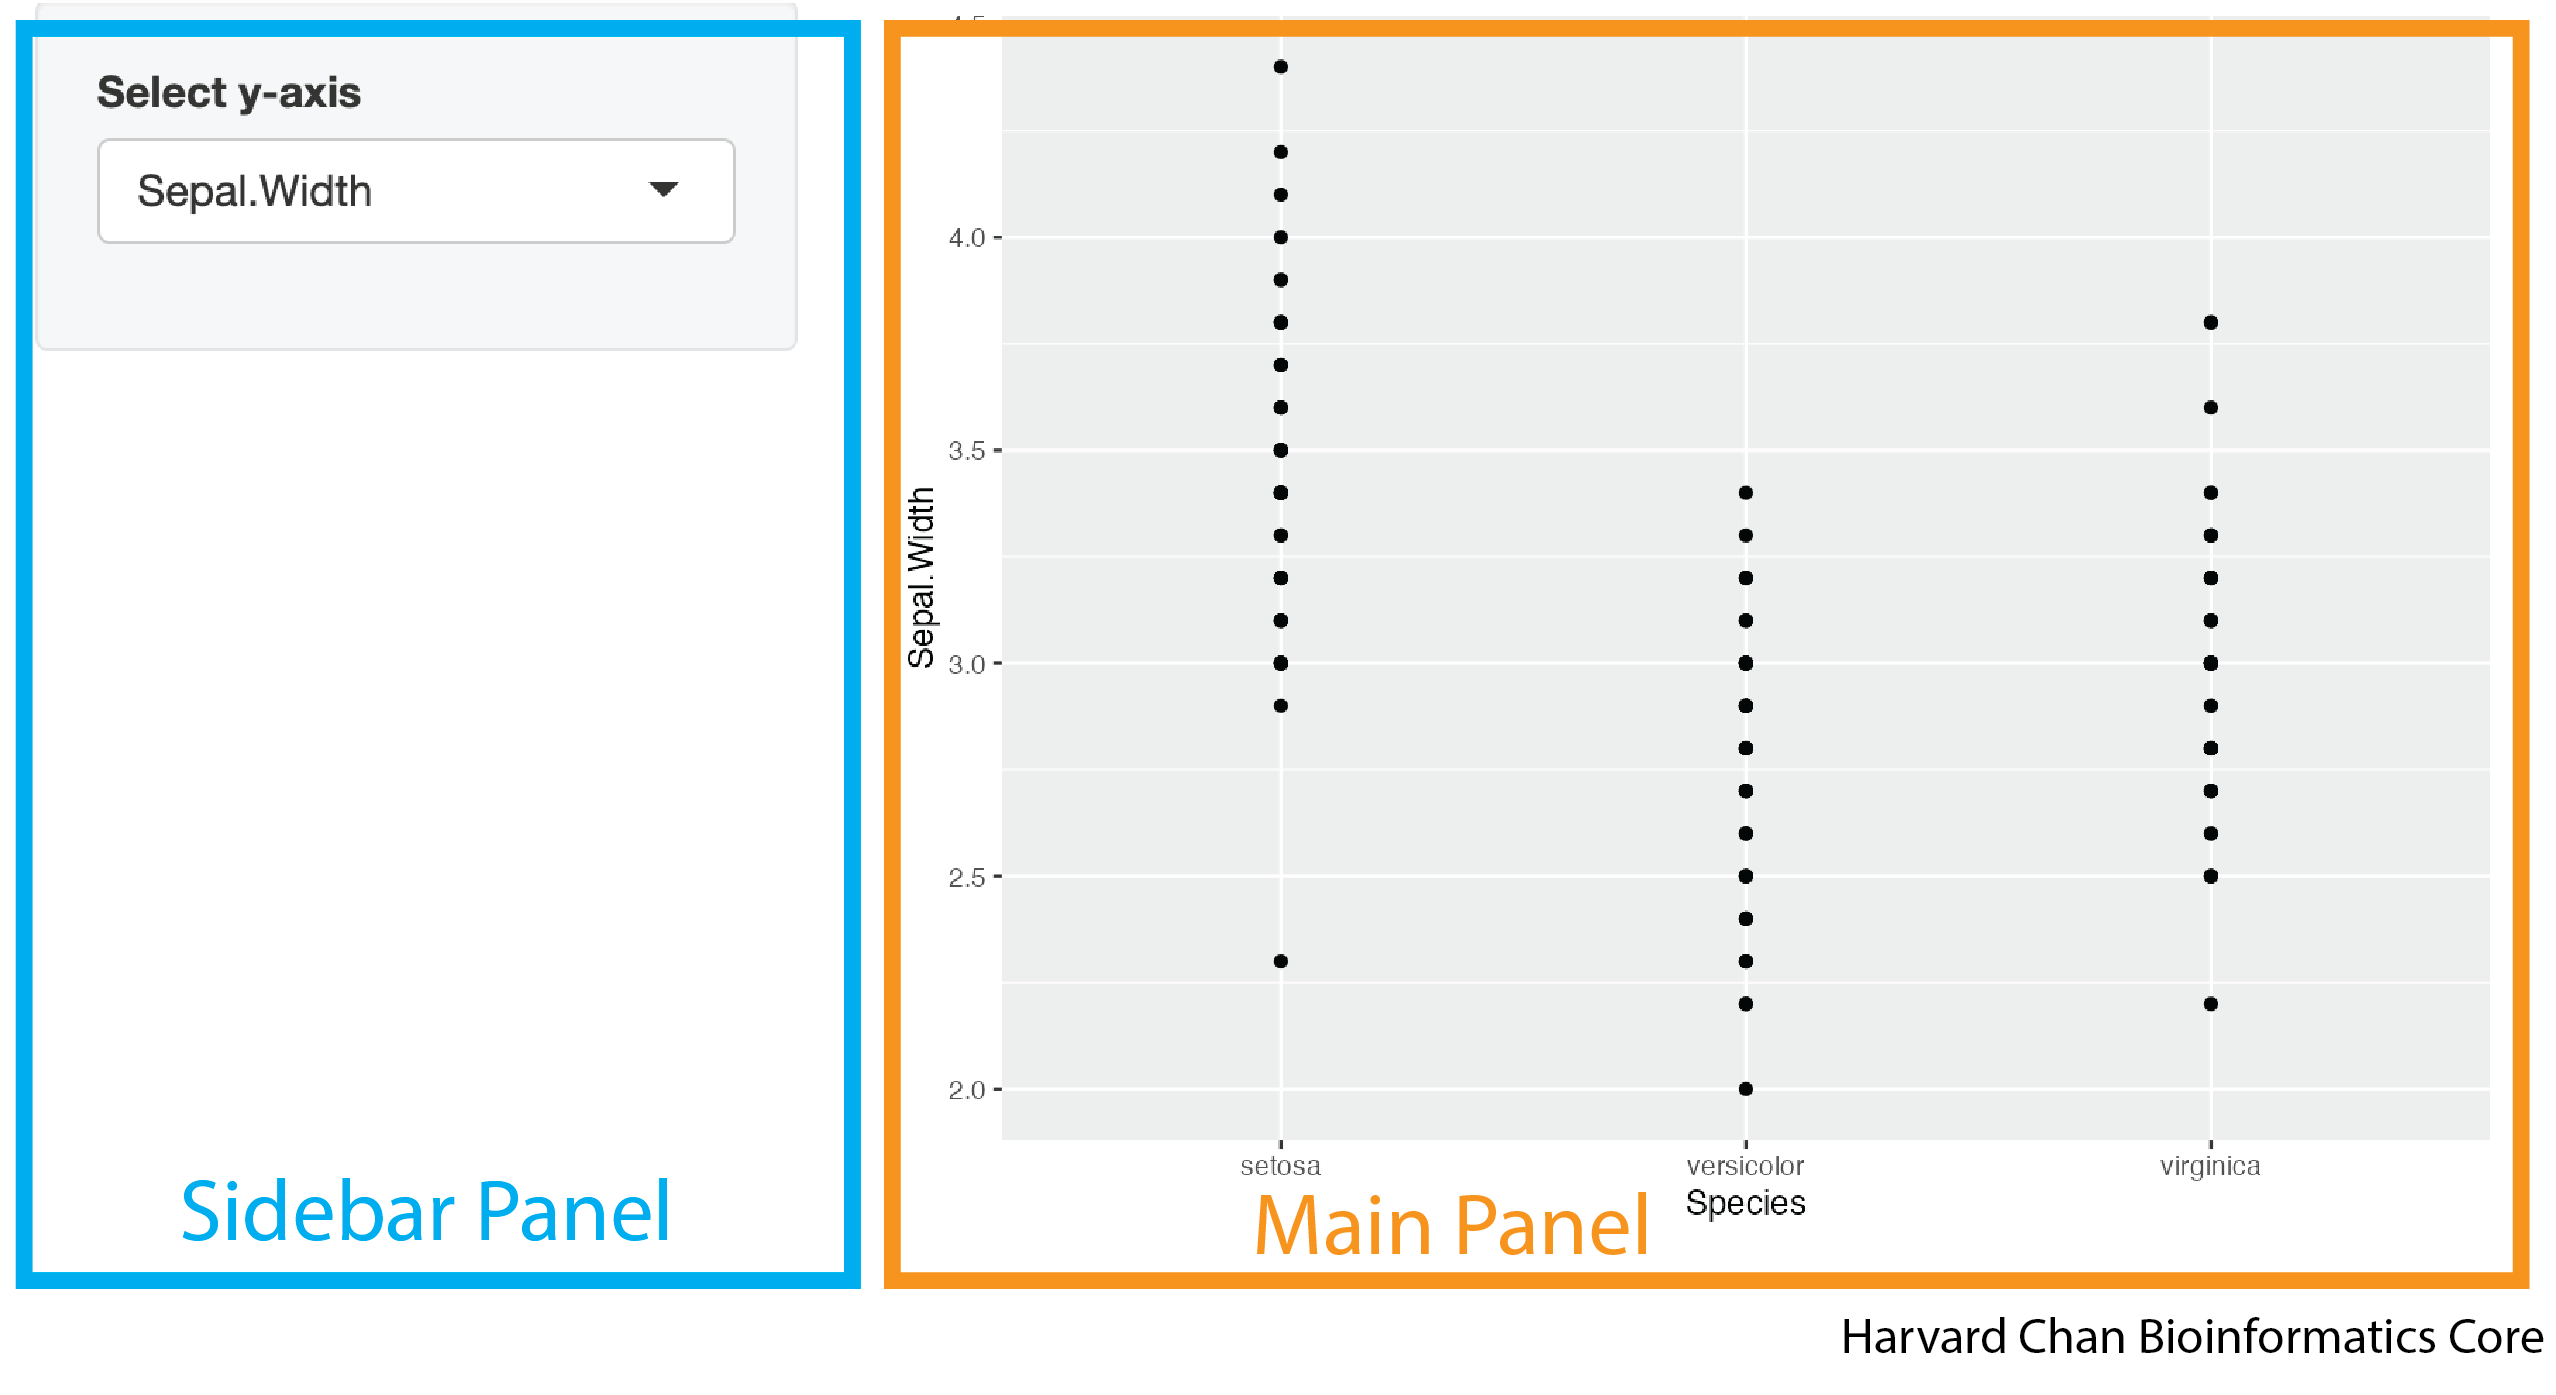 Select y-axis
Sepal.Width
4.0
3.5
3.0
2.5
2.0
Sepal.Width
setosa
versicolor
virginica
Species
Sidebar Panel
Main Panel
Harvard Chan Bioinformatics Core